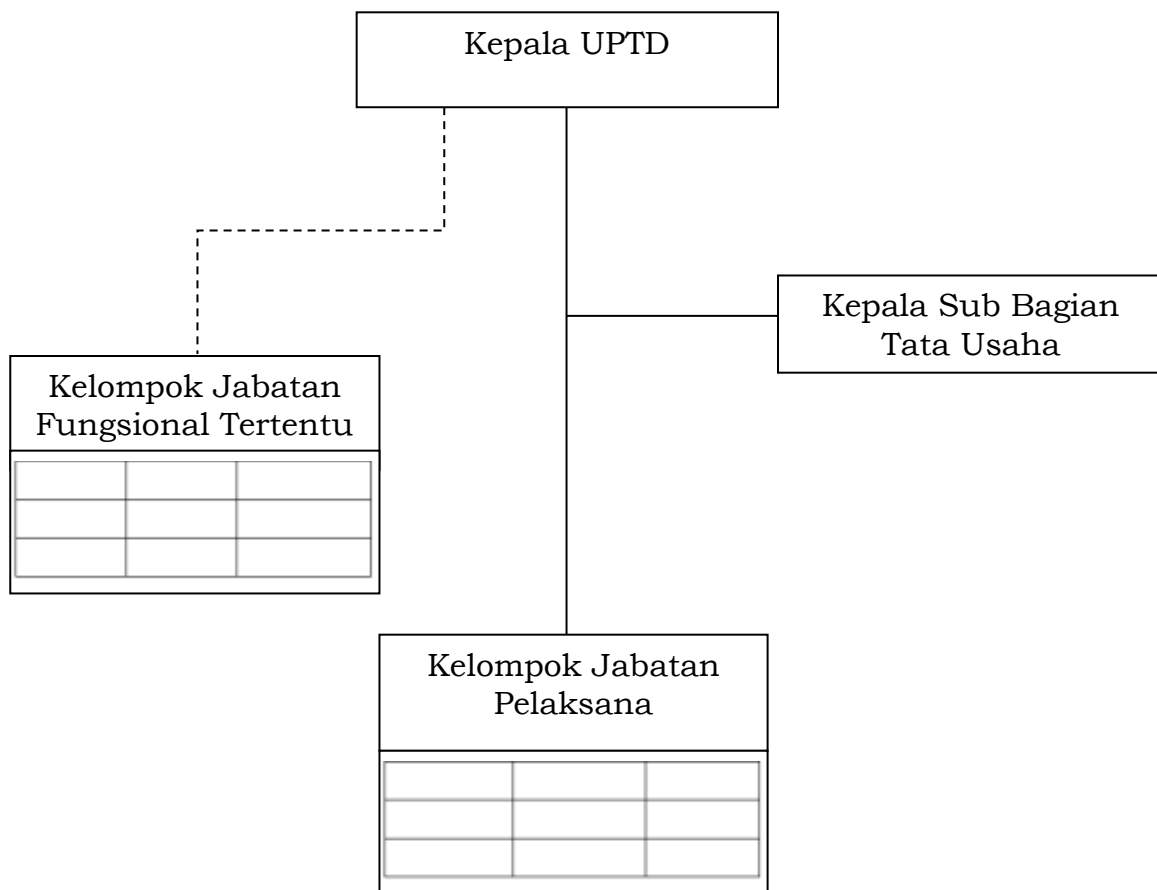 Kepala UPTD
Kepala Sub Bagian
Tata Usaha
Kelompok Jabatan
Fungsional Tertentu
Kelompok Jabatan
Pelaksana